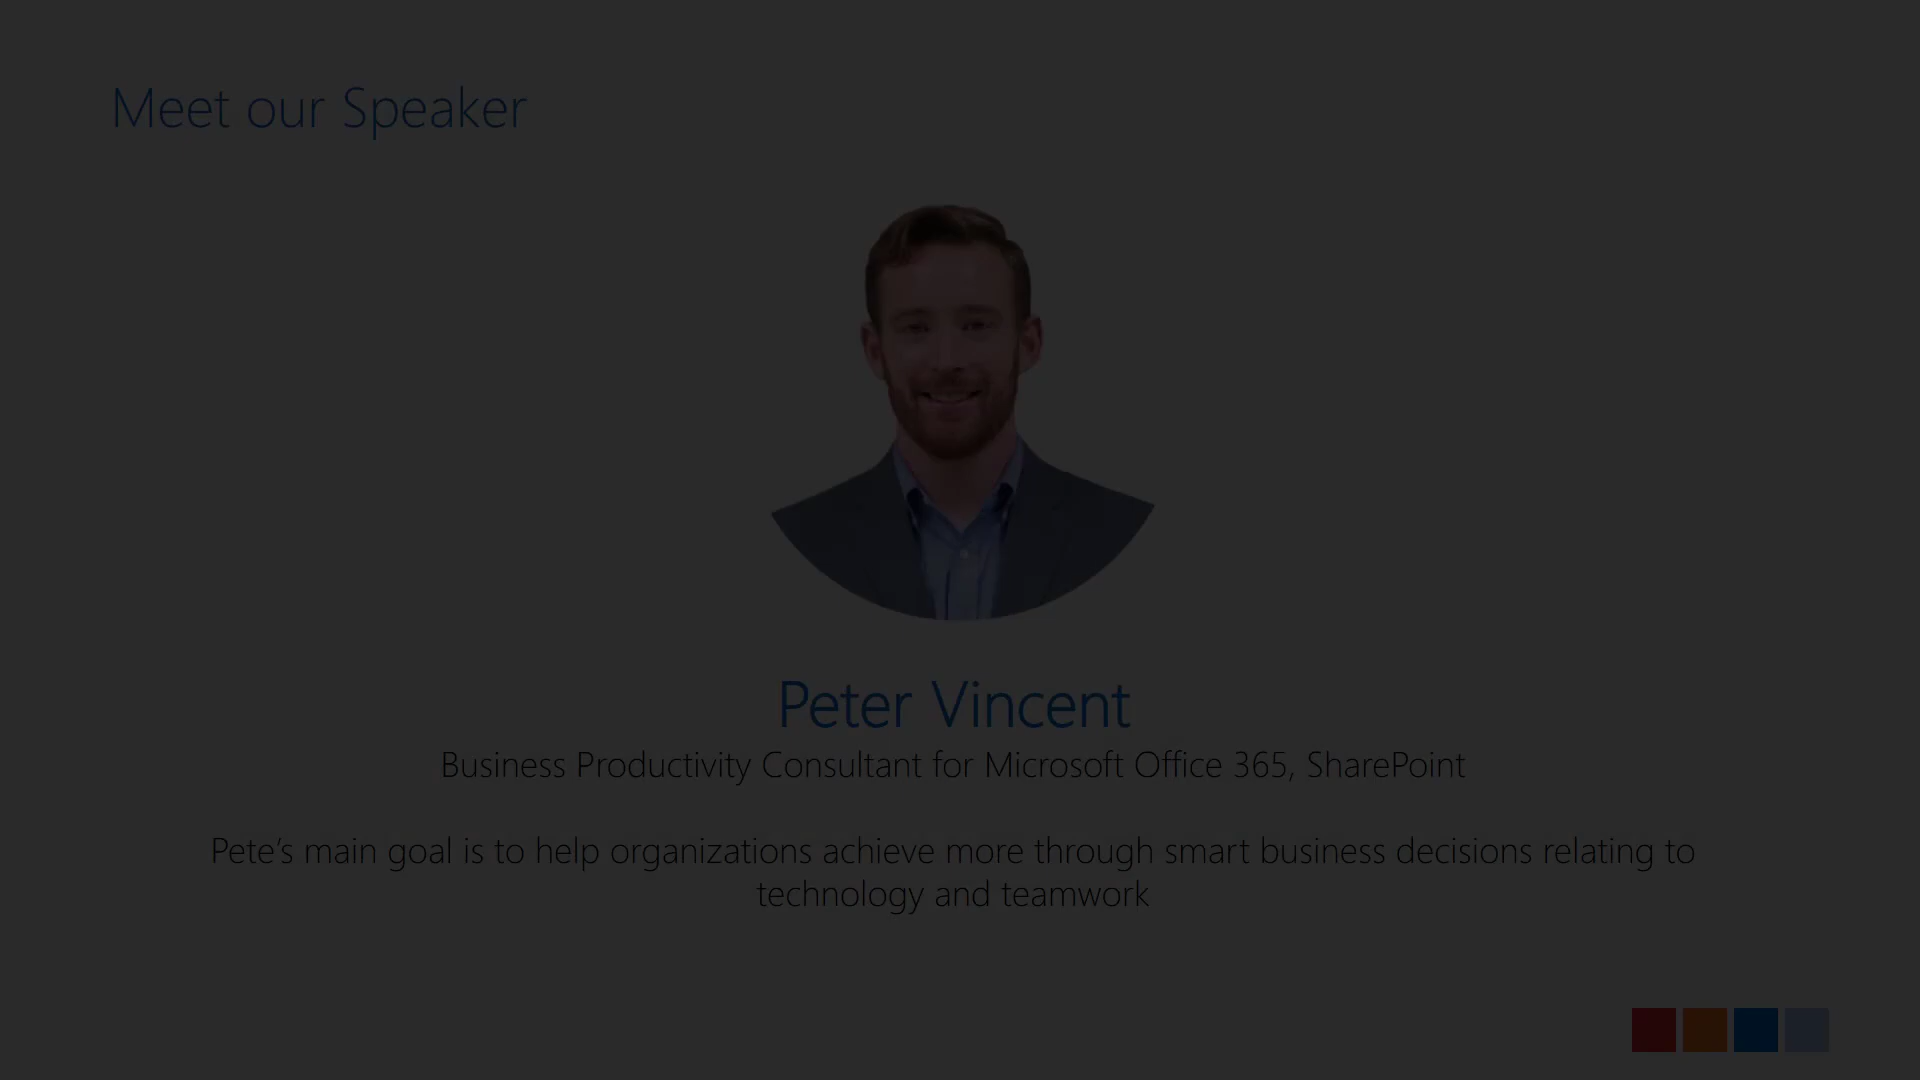 Meet our Speaker
Peter Vincent
Business Productivity Consultant for Microsoft Office 365, SharePoint
Pete’s main goal is to help organizations achieve more through smart business decisions relating to
technology and teamwork